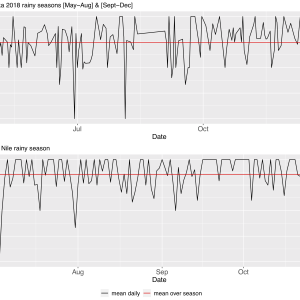 a 2018 rainy seasons [May−Aug] & [Sept−Dec]
Jul
Oct
Date
Nile rainy season
Aug
Sep
Oct
Date
mean daily
mean over season